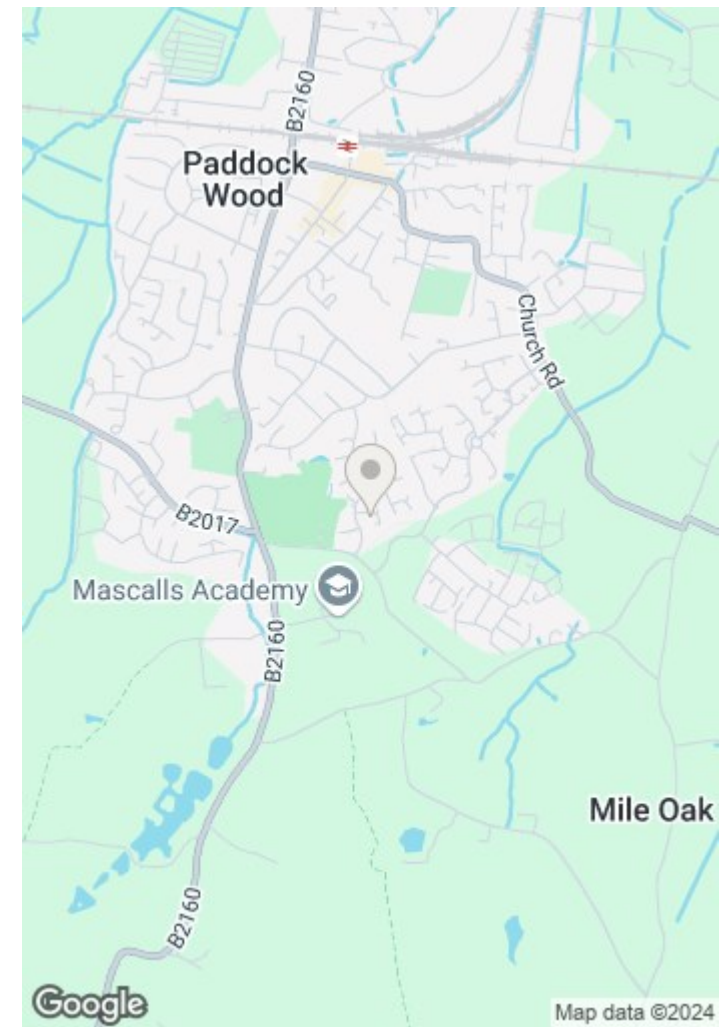 B2160
Paddock
Wood
Church Rd
B2017
Mascalls Academy
B2160
Mile Oak
B2160
Google
Map data ©2024